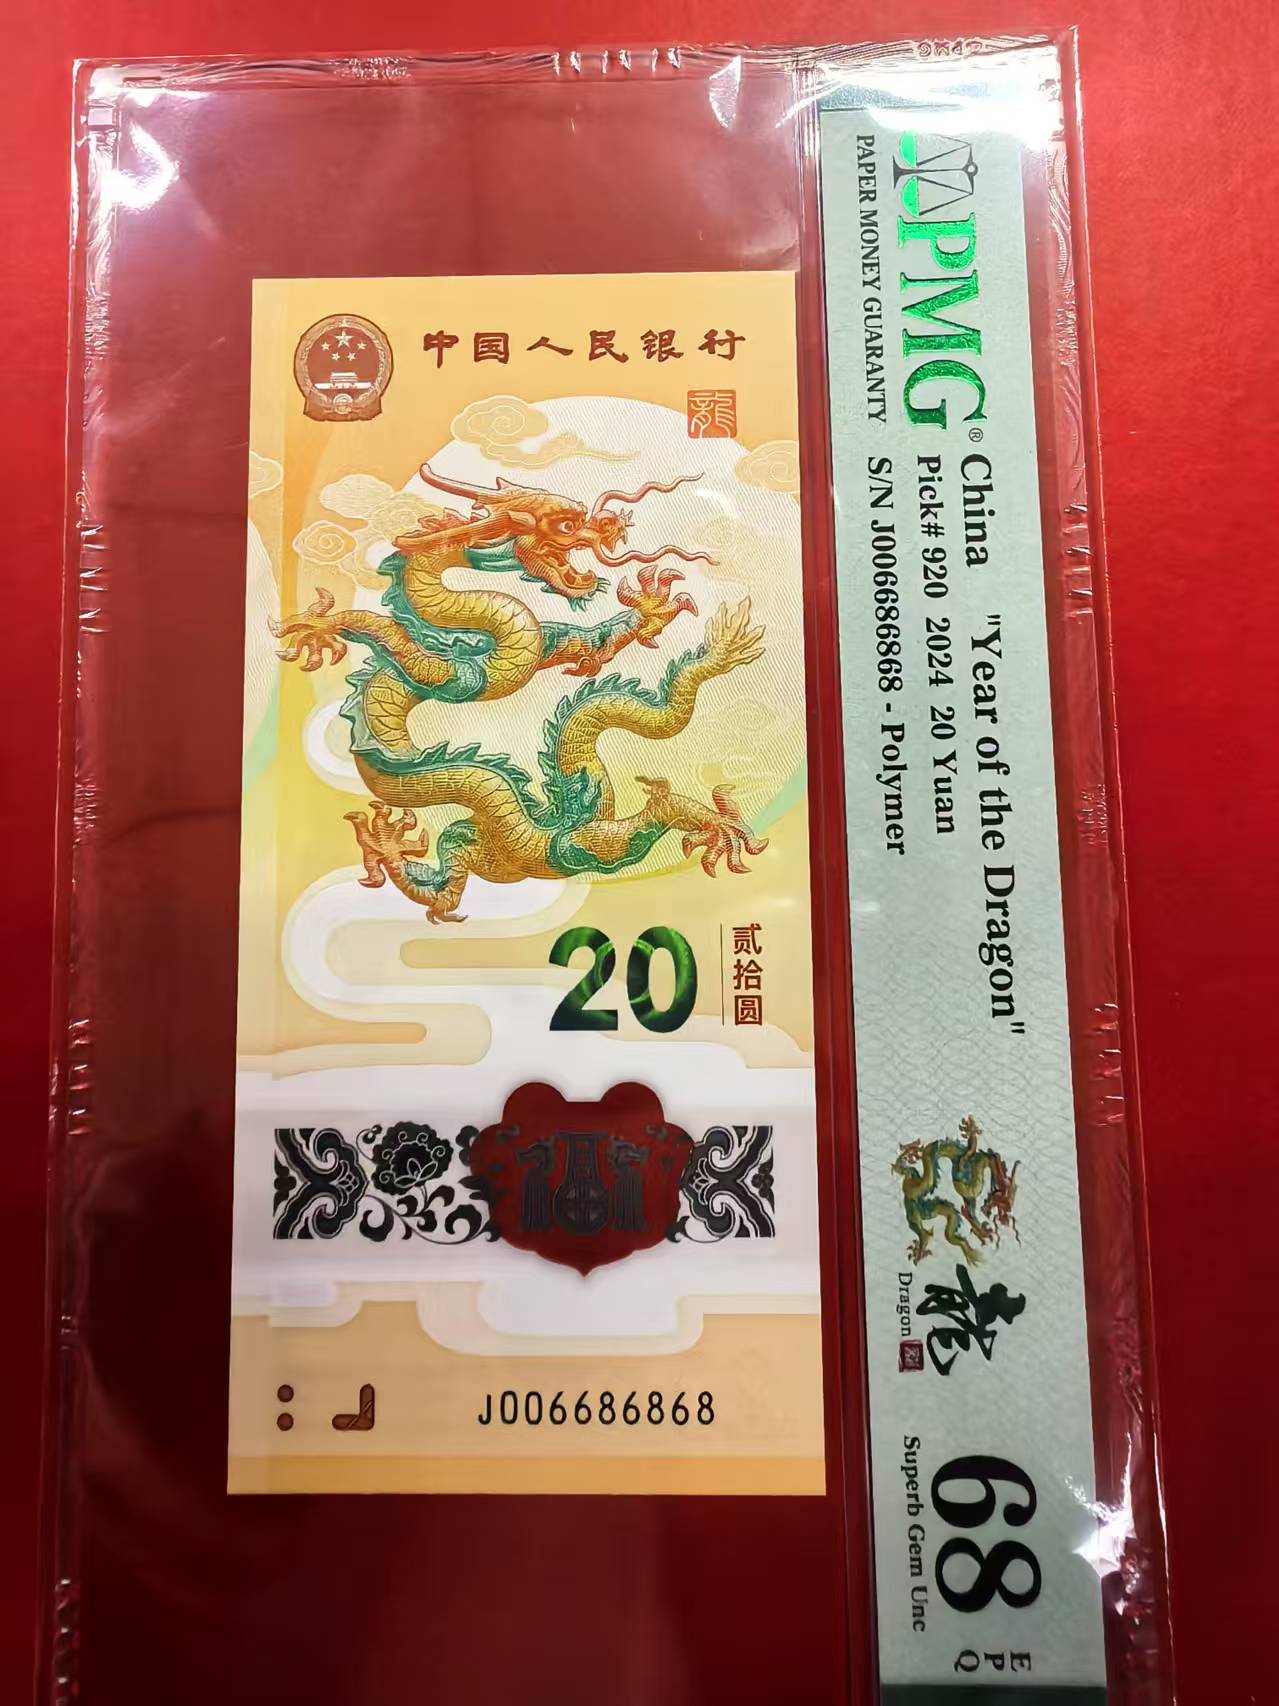 中国人民银行
龍
20
贰拾圆
J006686868
PMG®
PAPER MONEY GUARANTY
China "Year of the Dragon"
Pick# 920 2024 20 Yuan
S/N J006686868 - Polymer
龍
Dragon
68
EPQ
Superb Gem Unc